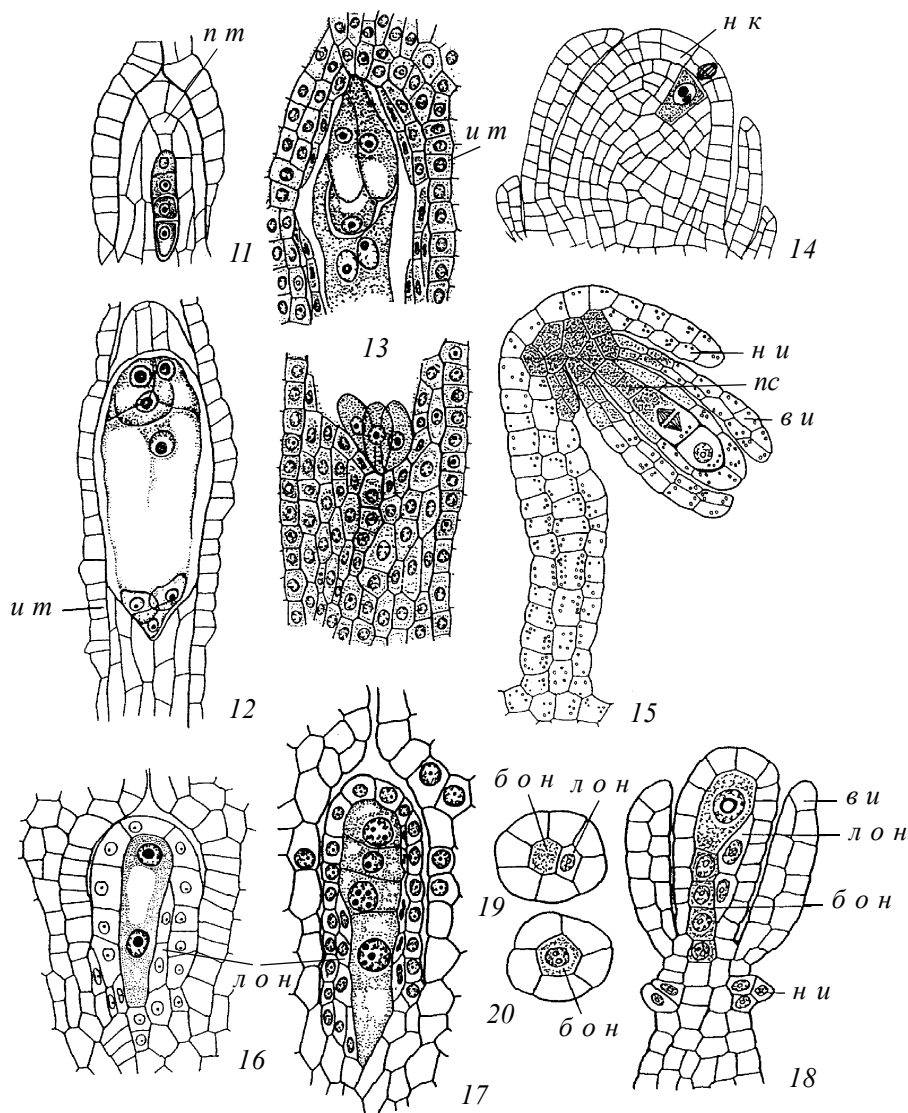 п т
11
и т
13
н к
14
и т
12
н и
пс
в и
15
л о н
16
17
б о н
л о н
19
20
б о н
в и
л о н
б о н
н и
18